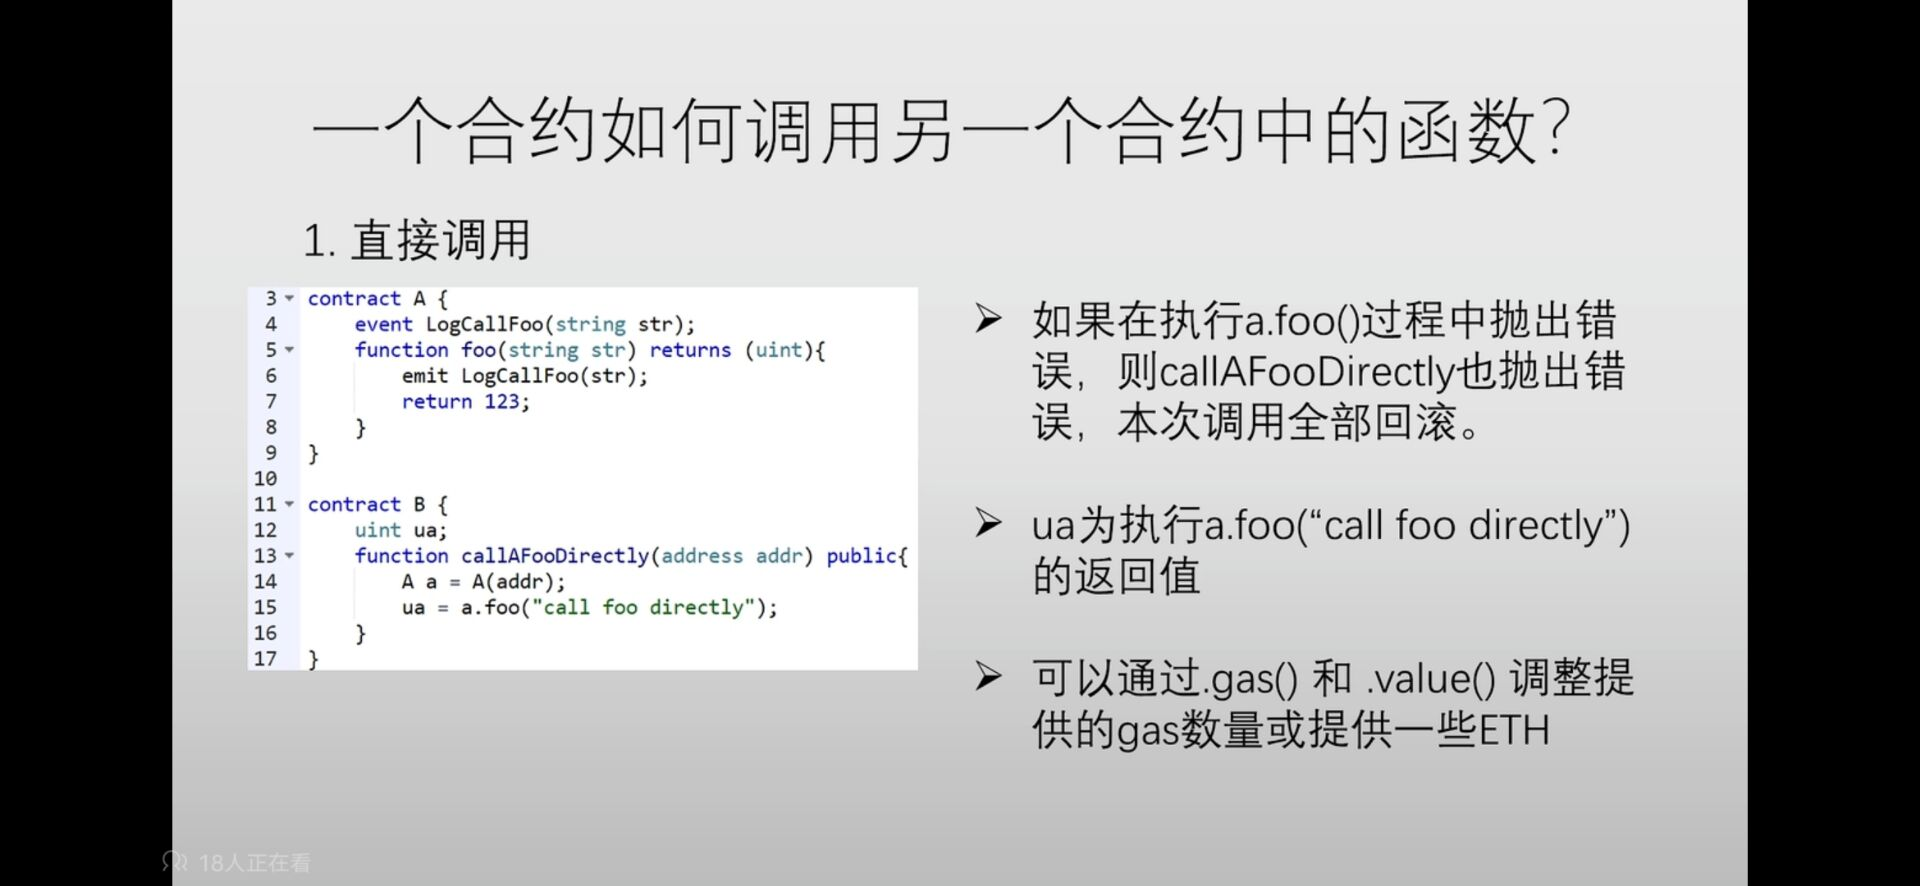 一个合约如何调用另一个合约中的函数？
1. 直接调用
3 contract A {
4     event LogCallFoo(string str);
5     function foo(string str) returns (uint){
6         emit LogCallFoo(str);
7         return 123;
8     }
9 }
10
11 contract B {
12     uint ua;
13     function callAFooDirectly(address addr) public{
14         A a = A(addr);
15         ua = a.foo("call foo directly");
16     }
17 }
➢ 如果在执行a.foo()过程中抛出错
误，则callAFooDirectly也抛出错
误，本次调用全部回滚。
➢ ua为执行a.foo(“call foo directly”)
的返回值
➢ 可以通过.gas() 和 .value() 调整提
供的gas数量或提供一些ETH
18人正在看